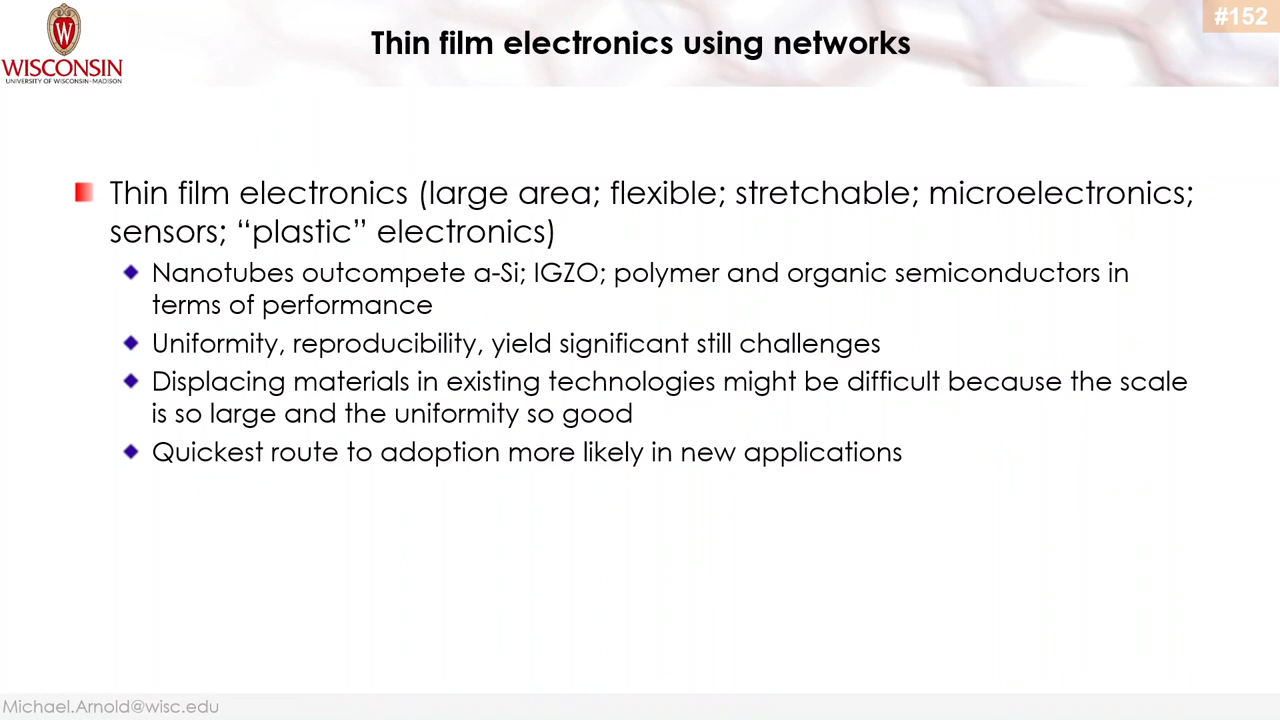 #152
W
WISCONSIN
UNIVERSITY OF WISCONSIN-MADISON
Thin film electronics using networks
Thin film electronics (large area; flexible; stretchable; microelectronics;
sensors; “plastic” electronics)
Nanotubes outcompete a-Si; IGZO; polymer and organic semiconductors in
terms of performance
Uniformity, reproducibility, yield significant still challenges
Displacing materials in existing technologies might be difficult because the scale
is so large and the uniformity so good
Quickest route to adoption more likely in new applications
Michael.Arnold@wisc.edu